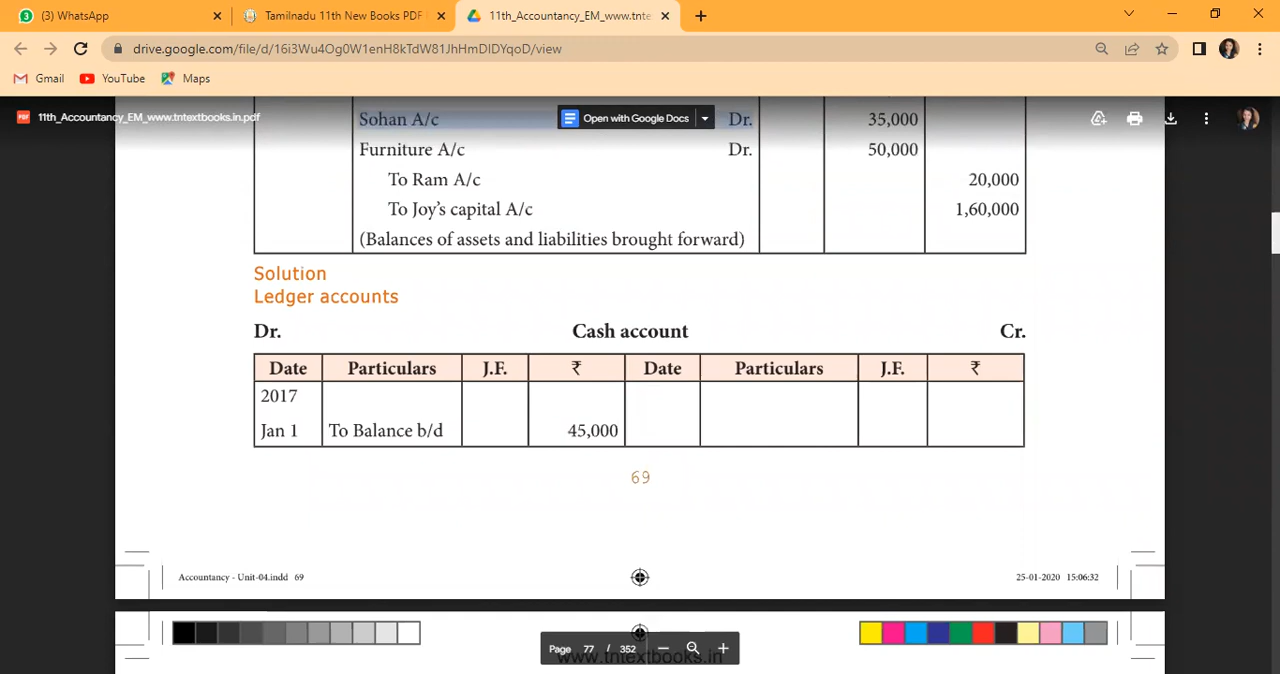 (3) WhatsApp
Tamilnadu 11th New Books PDF
11th_Accountancy_EM_www.tnte
drive.google.com/file/d/16i3Wu4Og0W1enH8kTdW81JhHmDIDYqoD/view
Gmail YouTube Maps
PDF 11th_Accountancy_EM_www.tntextbooks.in.pdf
Open with Google Docs
Sohan A/c Dr. 35,000
Furniture A/c Dr. 50,000
To Ram A/c 20,000
To Joy's capital A/c 1,60,000
(Balances of assets and liabilities brought forward)
Solution
Ledger accounts
Dr. Cash account Cr.
Date Particulars J.F. ₹ Date Particulars J.F. ₹
2017
Jan 1 To Balance b/d 45,000
69
Accountancy - Unit-04.indd 69 25-01-2020 15:06:32
Page 77 / 352
www.tntextbooks.in